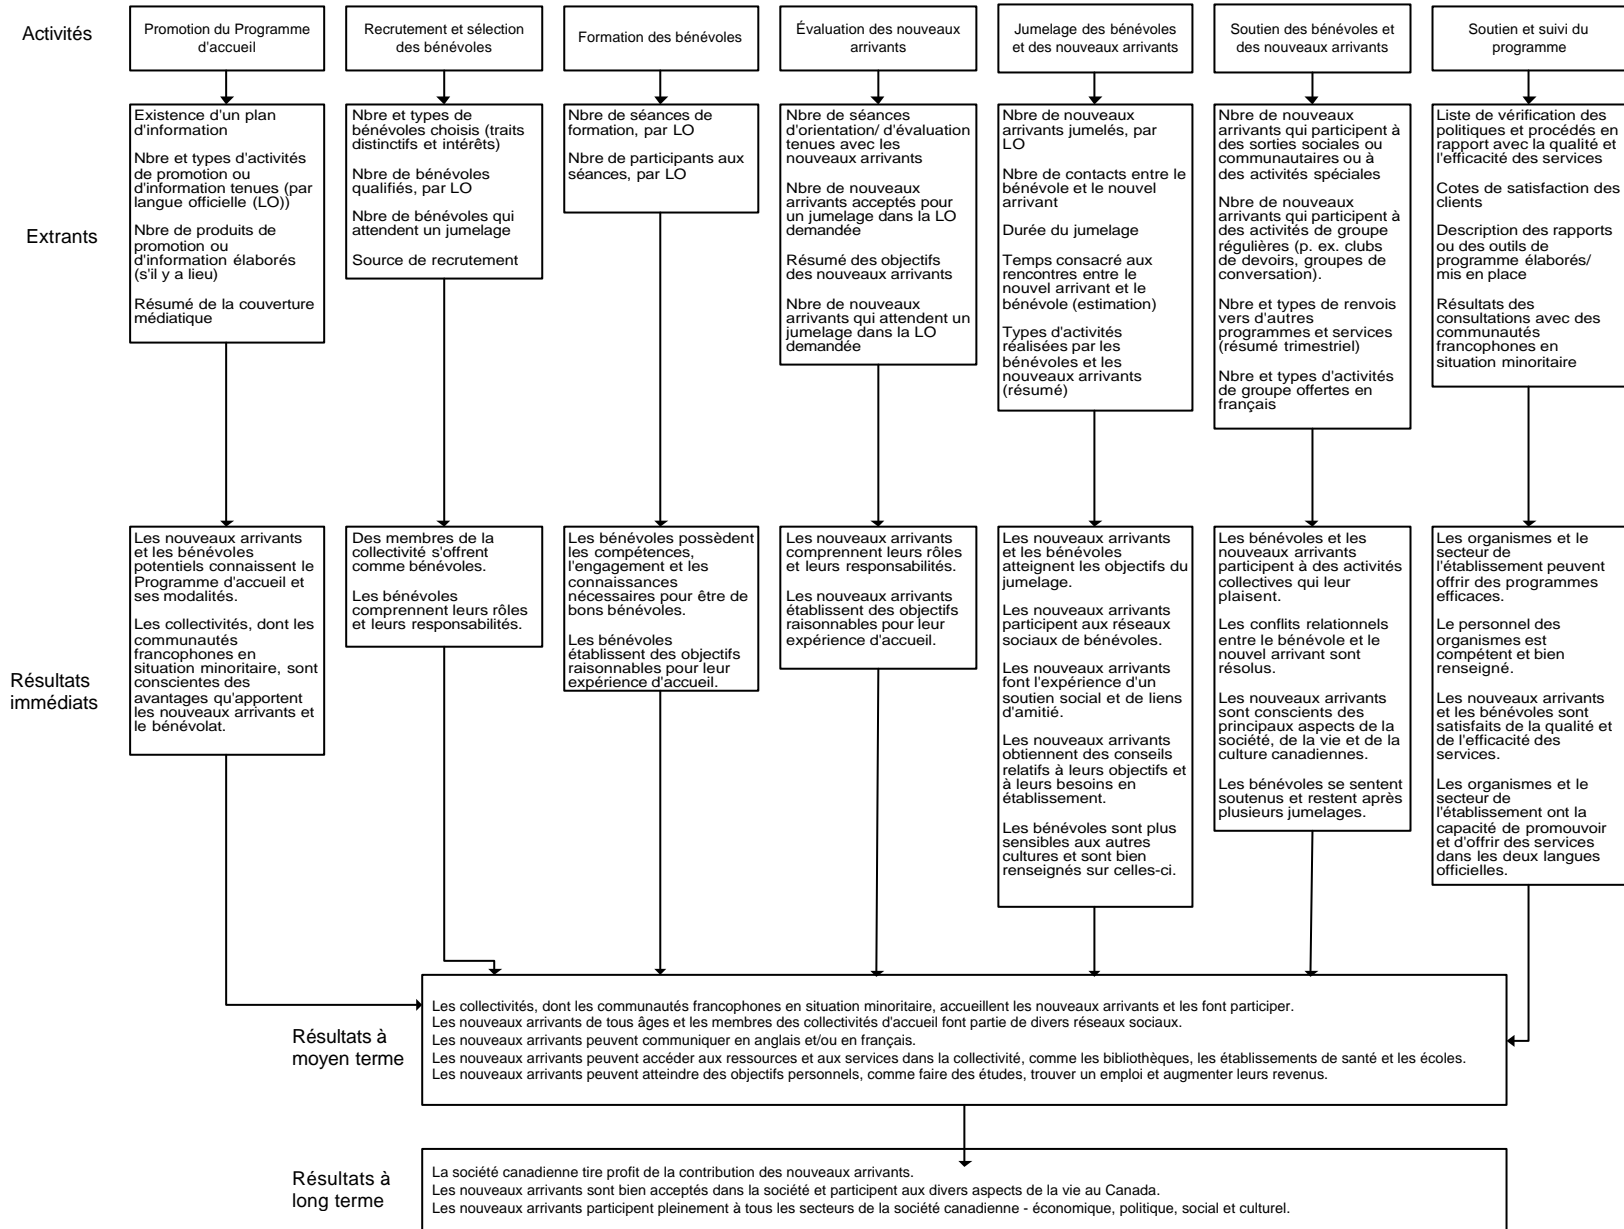 Activités
Promotion du Programme
d'accueil
Recrutement et sélection
des bénévoles
Formation des bénévoles
Évaluation des nouveaux
arrivants
Jumelage des bénévoles
et des nouveaux arrivants
Soutien des bénévoles et
des nouveaux arrivants
Soutien et suivi du
programme
Extrants
Existence d'un plan
d'information
Nbre et types d'activités
de promotion ou
d'information tenues (par
langue officielle (LO))
Nbre de produits de
promotion ou
d'information élaborés
(s'il y a lieu)
Résumé de la couverture
médiatique
Nbre et types de
bénévoles choisis (traits
distinctifs et intérêts)
Nbre de bénévoles
qualifiés, par LO
Nbre de bénévoles qui
attendent un jumelage
Source de recrutement
Nbre de séances de
formation, par LO
Nbre de participants aux
séances, par LO
Nbre de séances
d'orientation/ d'évaluation
tenues avec les
nouveaux arrivants
Nbre de nouveaux
arrivants acceptés pour
un jumelage dans la LO
demandée
Résumé des objectifs
des nouveaux arrivants
Nbre de nouveaux
arrivants qui attendent un
jumelage dans la LO
demandée
Nbre de nouveaux
arrivants jumelés, par
LO
Nbre de contacts entre le
bénévole et le nouvel
arrivant
Durée du jumelage
Temps consacré aux
rencontres entre le
nouvel arrivant et le
bénévole (estimation)
Types d'activités
réalisées par les
bénévoles et les
nouveaux arrivants
(résumé)
Nbre de nouveaux
arrivants qui participent à
des sorties sociales ou
communautaires ou à
des activités spéciales
Nbre de nouveaux
arrivants qui participent à
des activités de groupe
régulières (p. ex. clubs
de devoirs, groupes de
conversation).
Nbre et types de renvois
vers d'autres
programmes et services
(résumé trimestriel)
Nbre et types d'activités
de groupe offertes en
français
Liste de vérification des
politiques et procédés en
rapport avec la qualité et
l'efficacité des services
Cotes de satisfaction des
clients
Description des rapports
ou des outils de
programme élaborés/
mis en place
Résultats des
consultations avec des
communautés
francophones en
situation minoritaire
Résultats
immédiats
Les nouveaux arrivants
et les bénévoles
potentiels connaissent le
Programme d'accueil et
ses modalités.
Les collectivités, dont les
communautés
francophones en
situation minoritaire, sont
conscientes des
avantages qu'apportent
les nouveaux arrivants et
le bénévolat.
Des membres de la
collectivité s'offrent
comme bénévoles.
Les bénévoles
comprennent leurs rôles
et leurs responsabilités.
Les bénévoles possèdent
les compétences,
l'engagement et les
connaissances
nécessaires pour être de
bons bénévoles.
Les bénévoles
établissent des objectifs
raisonnables pour leur
expérience d'accueil.
Les nouveaux arrivants
comprennent leurs rôles
et leurs responsabilités.
Les nouveaux arrivants
établissent des objectifs
raisonnables pour leur
expérience d'accueil.
Les nouveaux arrivants
et les bénévoles
atteignent les objectifs du
jumelage.
Les nouveaux arrivants
participent aux réseaux
sociaux de bénévoles.
Les nouveaux arrivants
font l'expérience d'un
soutien social et de liens
d'amitié.
Les nouveaux arrivants
obtiennent des conseils
relatifs à leurs objectifs et
à leurs besoins en
établissement.
Les bénévoles sont plus
sensibles aux autres
cultures et sont bien
renseignés sur celles-ci.
Les bénévoles et les
nouveaux arrivants
participent à des activités
collectives qui leur
plaisent.
Les conflits relationnels
entre le bénévole et le
nouvel arrivant sont
résolus.
Les nouveaux arrivants
sont conscients des
principaux aspects de la
société, de la vie et de la
culture canadiennes.
Les bénévoles se sentent
soutenus et restent après
plusieurs jumelages.
Les organismes et le
secteur de
l'établissement peuvent
offrir des programmes
efficaces.
Le personnel des
organismes est
compétent et bien
renseigné.
Les nouveaux arrivants
et les bénévoles sont
satisfaits de la qualité et
de l'efficacité des
services.
Les organismes et le
secteur de
l'établissement ont la
capacité de promouvoir
et d'offrir des services
dans les deux langues
officielles.
Résultats à
moyen terme
Les collectivités, dont les communautés francophones en situation minoritaire, accueillent les nouveaux arrivants et les font participer.
Les nouveaux arrivants de tous âges et les membres des collectivités d'accueil font partie de divers réseaux sociaux.
Les nouveaux arrivants peuvent communiquer en anglais et/ou en français.
Les nouveaux arrivants peuvent accéder aux ressources et aux services dans la collectivité, comme les bibliothèques, les établissements de santé et les écoles.
Les nouveaux arrivants peuvent atteindre des objectifs personnels, comme faire des études, trouver un emploi et augmenter leurs revenus.
Résultats à
long terme
La société canadienne tire profit de la contribution des nouveaux arrivants.
Les nouveaux arrivants sont bien acceptés dans la société et participent aux divers aspects de la vie au Canada.
Les nouveaux arrivants participent pleinement à tous les secteurs de la société canadienne - économique, politique, social et culturel.